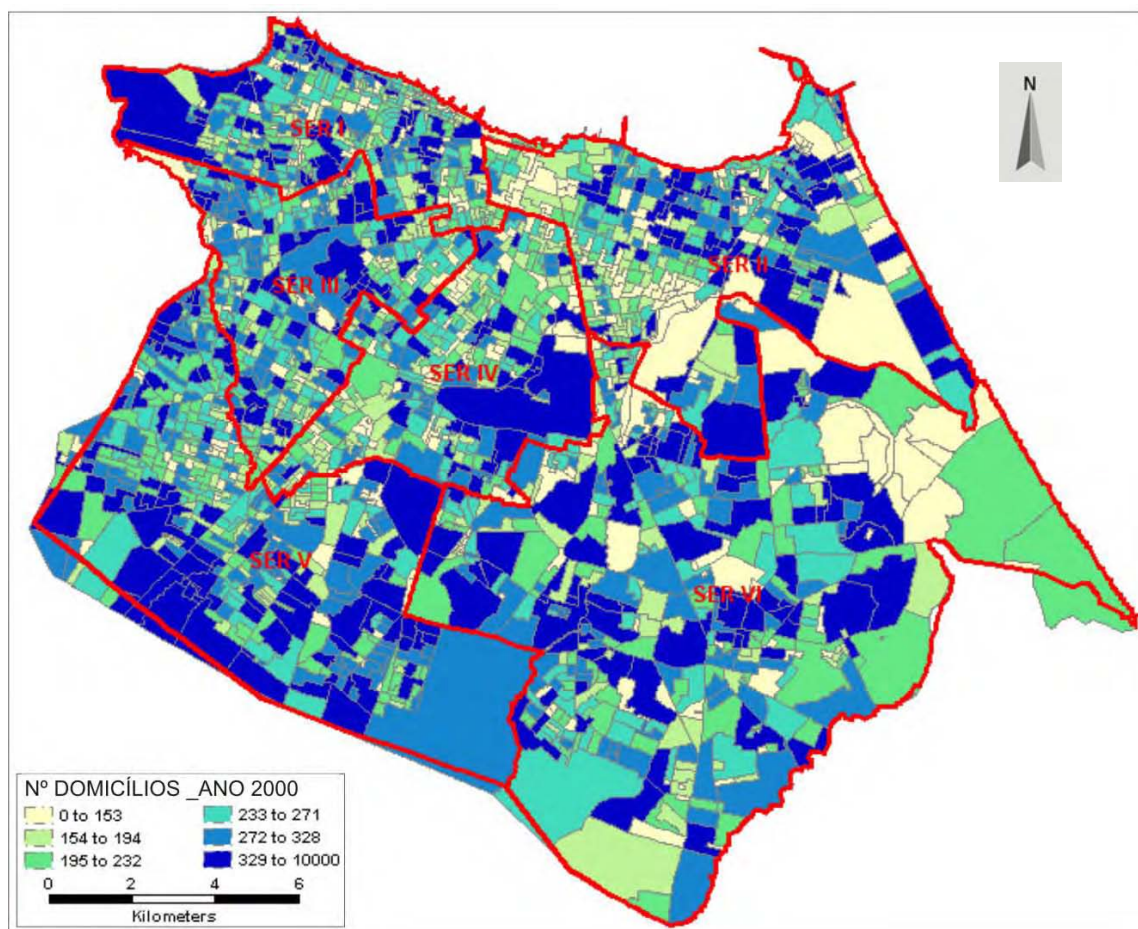 N
SER I
SER II
SER III
SER IV
SER V
SER VI
Nº DOMICÍLIOS _ANO 2000
0 to 153
233 to 271
154 to 194
272 to 328
195 to 232
329 to 10000
0 2 4 6
Kilometers